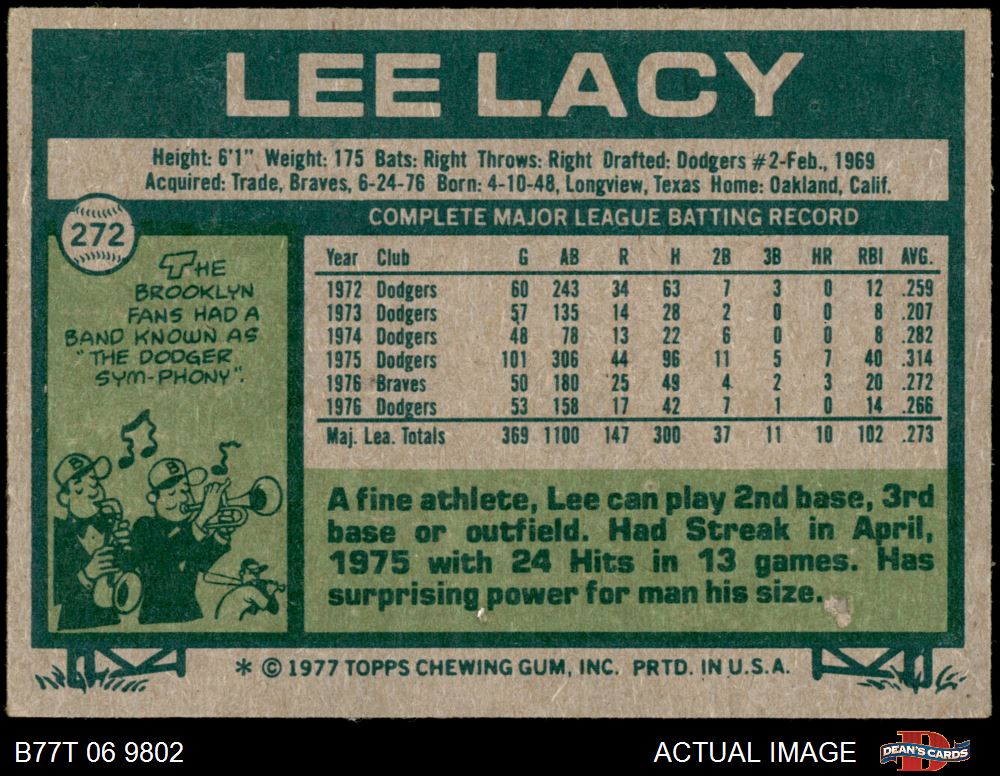 LEE LACY
Height: 6'1" Weight: 175 Bats: Right Throws: Right Drafted: Dodgers #2-Feb., 1969
Acquired: Trade, Braves, 6-24-76 Born: 4-10-48, Longview, Texas Home: Oakland, Calif.
272
THE
BROOKLYN
FANS HAD A
BAND KNOWN AS
"THE DODGER
SYM-PHONY".
B
B
COMPLETE MAJOR LEAGUE BATTING RECORD
Year Club G AB R H 2B 3B HR RBI AVG.
1972 Dodgers 60 243 34 63 7 3 0 12 .259
1973 Dodgers 57 135 14 28 2 0 0 8 .207
1974 Dodgers 48 78 13 22 6 0 0 8 .282
1975 Dodgers 101 306 44 96 11 5 7 40 .314
1976 Braves 50 180 25 49 4 2 3 20 .272
1976 Dodgers 53 158 17 42 7 1 0 14 .266
Maj. Lea. Totals 369 1100 147 300 37 11 10 102 .273
A fine athlete, Lee can play 2nd base, 3rd
base or outfield. Had Streak in April,
1975 with 24 Hits in 13 games. Has
surprising power for man his size.
* © 1977 TOPPS CHEWING GUM, INC. PRTD. IN U.S.A.
B77T 06 9802
ACTUAL IMAGE
DEAN'S CARDS